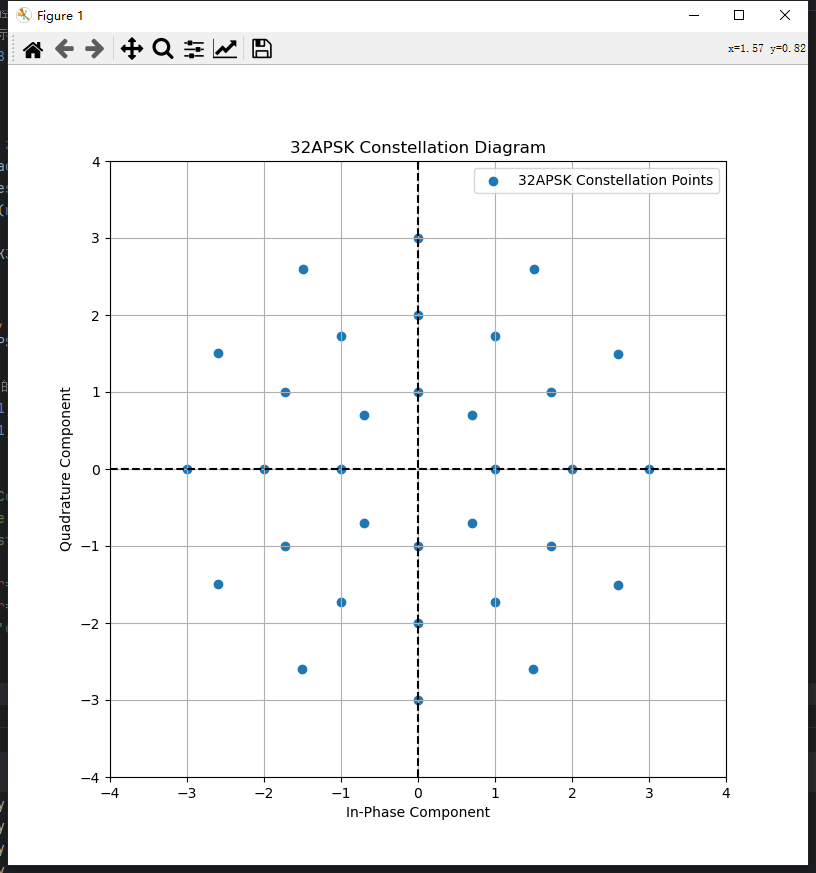 Figure 1
x=1.57 y=0.82
32APSK Constellation Diagram
32APSK Constellation Points
4
3
2
1
0
−1
−2
−3
−4
Quadrature Component
−4 −3 −2 −1 0 1 2 3 4
In-Phase Component